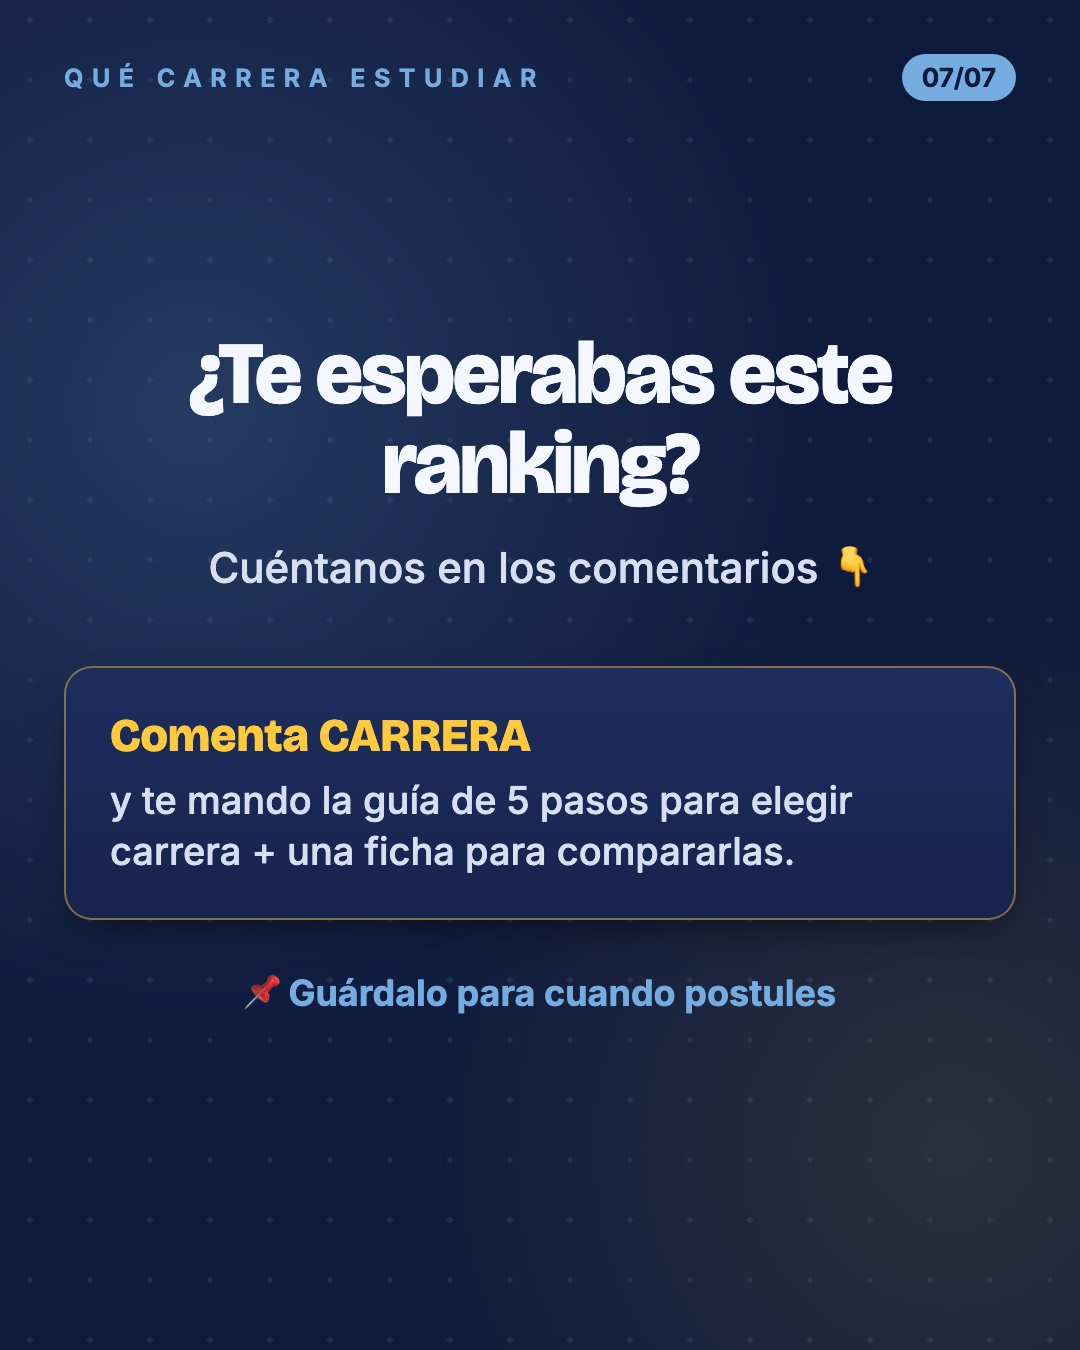 QUÉ CARRERA ESTUDIAR
07/07
¿Te esperabas este
ranking?
Cuéntanos en los comentarios 👇
Comenta CARRERA
y te mando la guía de 5 pasos para elegir
carrera + una ficha para compararlas.
📌 Guárdalo para cuando postules